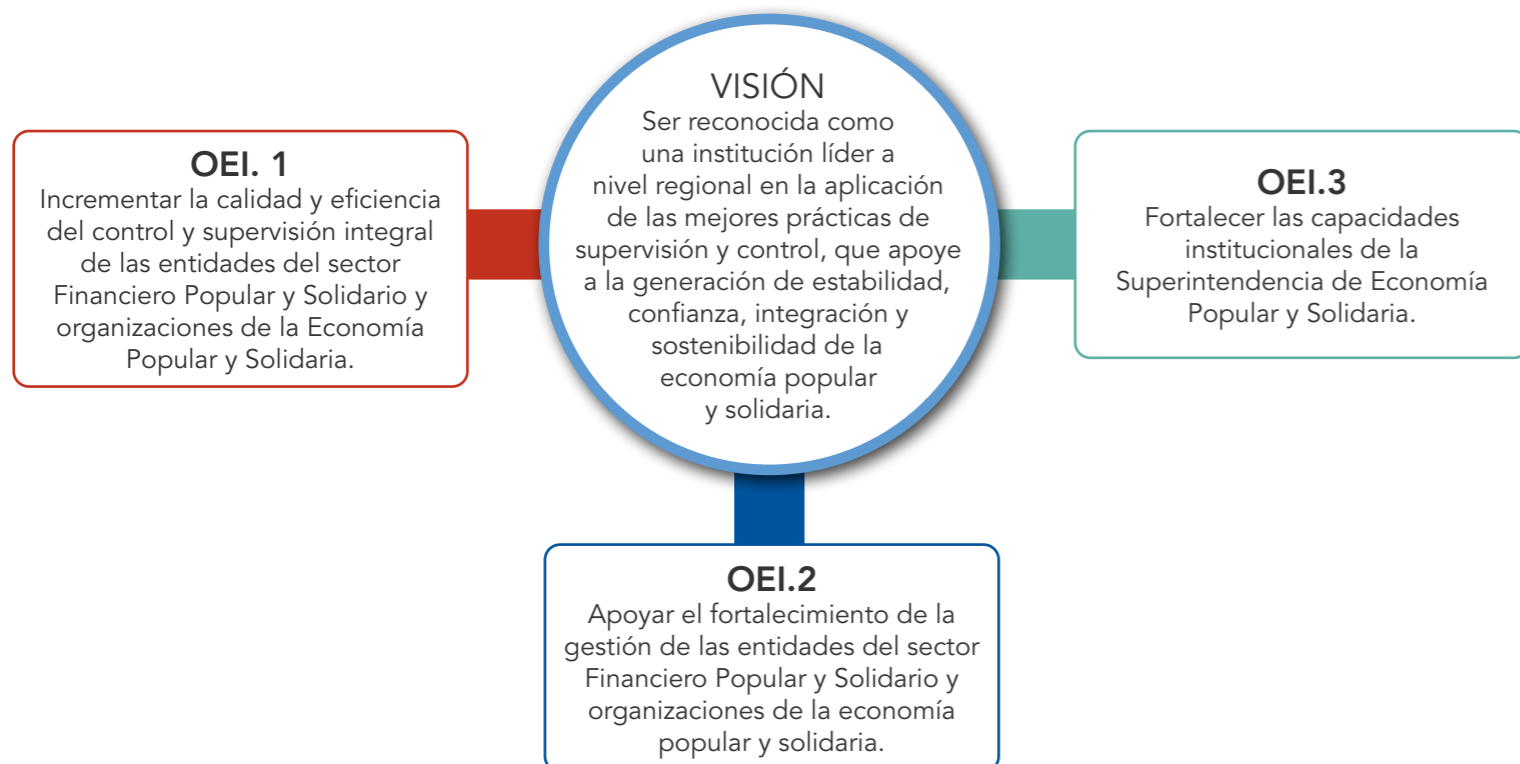 VISIÓN
Ser reconocida como
una institución líder a
nivel regional en la aplicación
de las mejores prácticas de
supervisión y control, que apoye
a la generación de estabilidad,
confianza, integración y
sostenibilidad de la
economía popular
y solidaria.
OEI. 1
Incrementar la calidad y eficiencia
del control y supervisión integral
de las entidades del sector
Financiero Popular y Solidario y
organizaciones de la Economía
Popular y Solidaria.
OEI.2
Apoyar el fortalecimiento de la
gestión de las entidades del sector
Financiero Popular y Solidario y
organizaciones de la economía
popular y solidaria.
OEI.3
Fortalecer las capacidades
institucionales de la
Superintendencia de Economía
Popular y Solidaria.